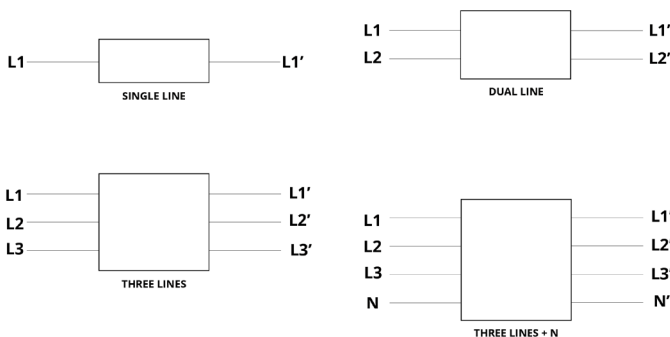 L1 L1'
SINGLE LINE
L1 L1'
L2 L2'
DUAL LINE
L1 L1'
L2 L2'
L3 L3'
THREE LINES
L1 L1'
L2 L2'
L3 L3'
N N'
THREE LINES + N